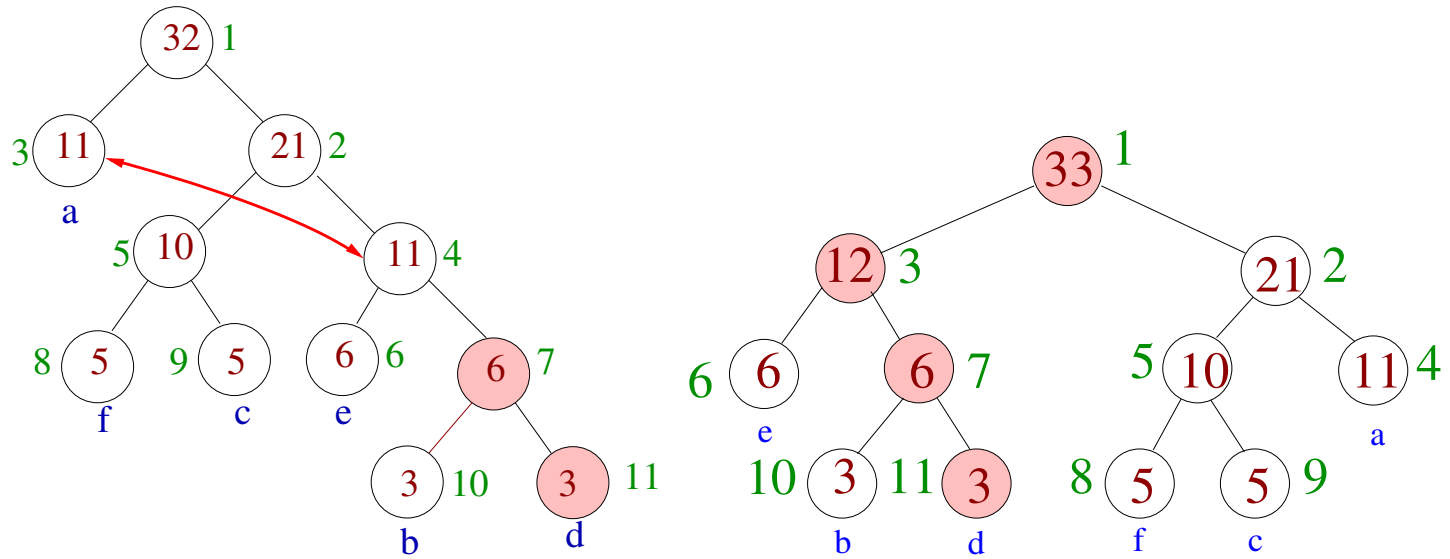 32 1
3 11 21 2
a
5 10 11 4
8 5 9 5 6 6 6 7
f c e
3 10 3 11
b d
33 1
12 3 21 2
6 6 6 7 5 10 11 4
e a
10 3 11 3 8 5 5 9
b d f c